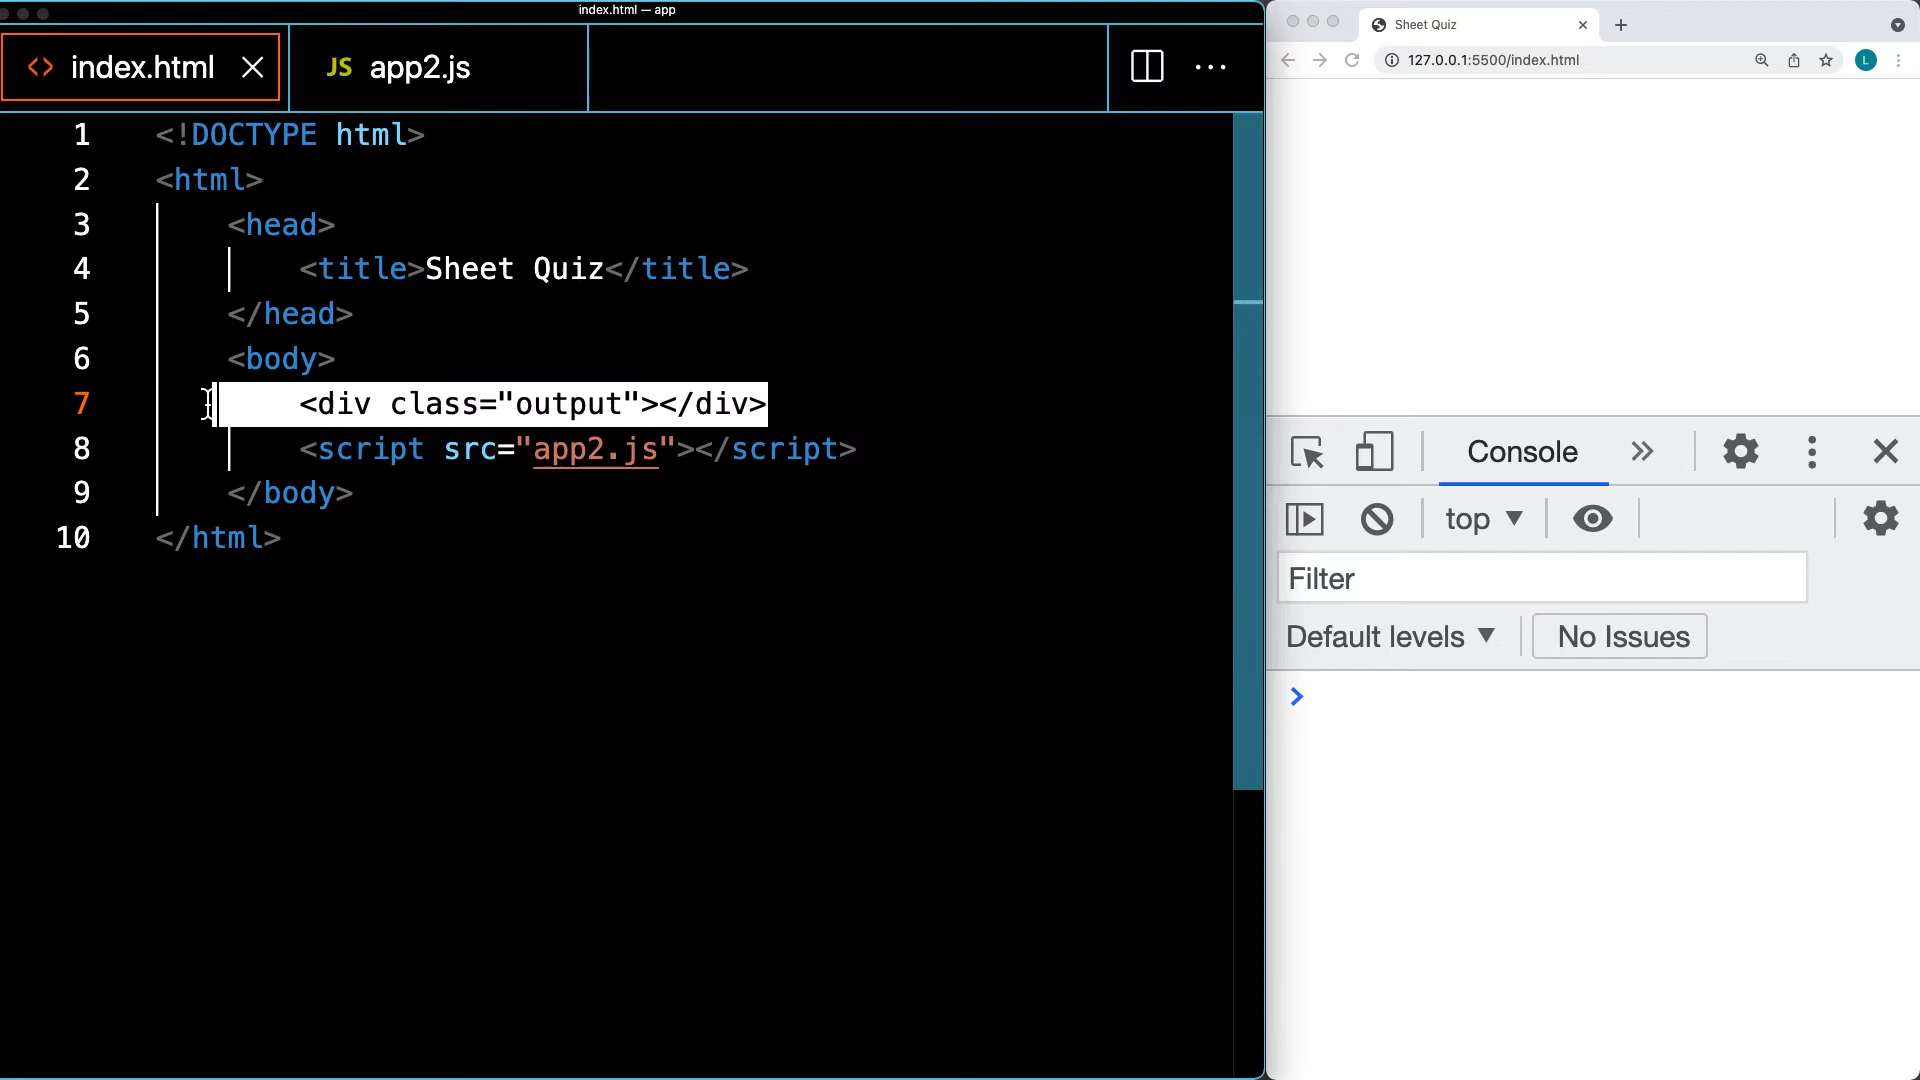 index.html — app
index.html
JS app2.js
1 <!DOCTYPE html>
2 <html>
3 <head>
4 <title>Sheet Quiz</title>
5 </head>
6 <body>
7 <div class="output"></div>
8 <script src="app2.js"></script>
9 </body>
10 </html>
Sheet Quiz
127.0.0.1:5500/index.html
L
Console
top
Filter
Default levels
No Issues